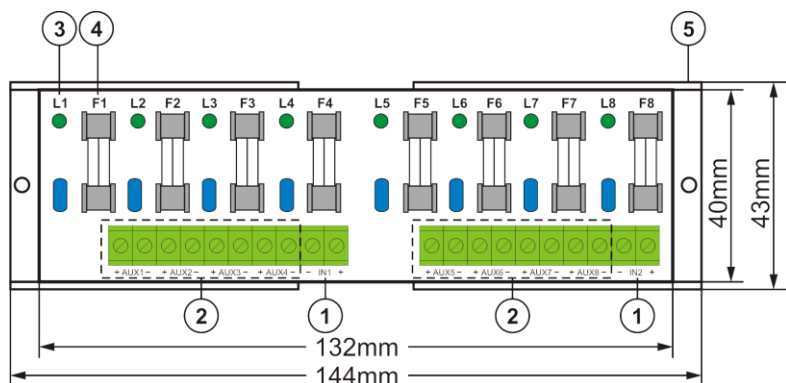 3 4 5
L1 F1 L2 F2 L3 F3 L4 F4 L5 F5 L6 F6 L7 F7 L8 F8
+ AUX1 − + AUX2 − + AUX3 − + AUX4 − − IN1 + + AUX5 − + AUX6 − + AUX7 − + AUX8 − − IN2 +
2 1 2 1
40mm
43mm
132mm
144mm